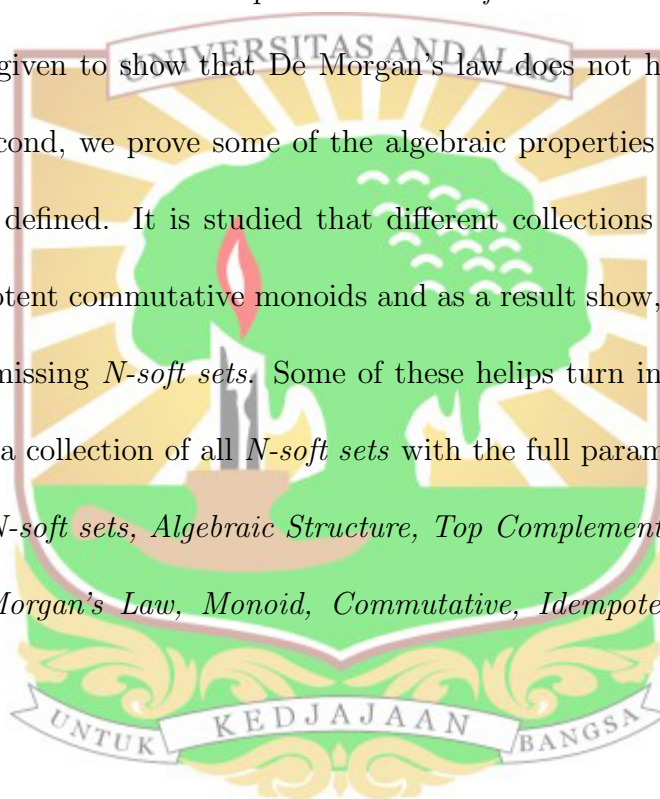 UNIVERSITAS ANDALAS
given to show that De Morgan's law does not h
cond, we prove some of the algebraic properties
defined. It is studied that different collections
otent commutative monoids and as a result show,
missing N-soft sets. Some of these helips turn in
a collection of all N-soft sets with the full param
N-soft sets, Algebraic Structure, Top Complement
Morgan's Law, Monoid, Commutative, Idempote
UNTUK KEDJAJAAN BANGSA